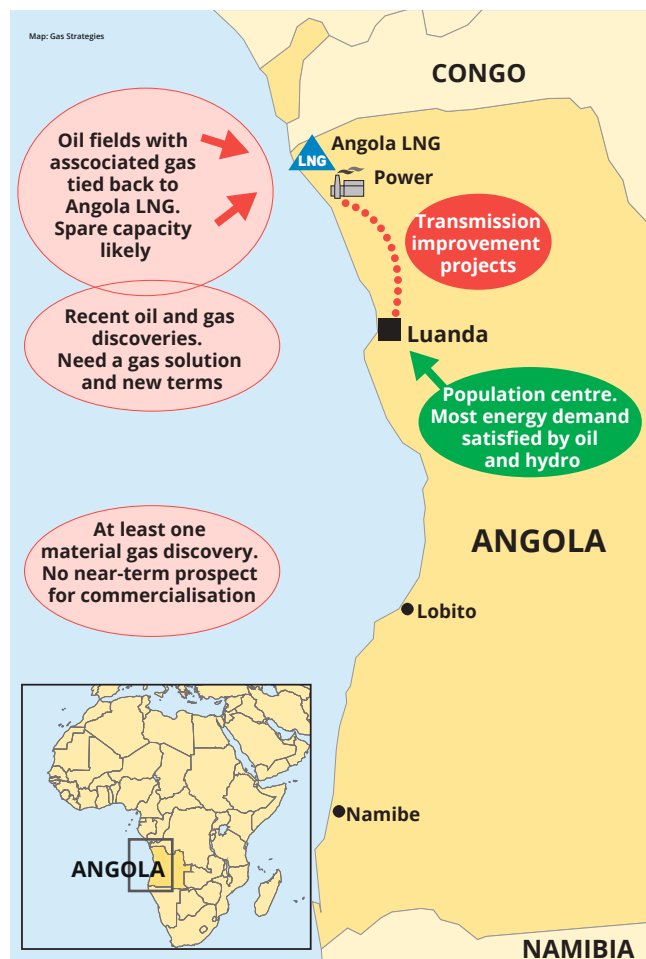 Map: Gas Strategies
CONGO
Oil fields with
asscociated gas
tied back to
Angola LNG.
Spare capacity
likely
Angola LNG
LNG
Power
Transmission
improvement
projects
Recent oil and gas
discoveries.
Need a gas solution
and new terms
Luanda
Population centre.
Most energy demand
satisfied by oil
and hydro
At least one
material gas discovery.
No near-term prospect
for commercialisation
ANGOLA
Lobito
Namibe
ANGOLA
NAMIBIA